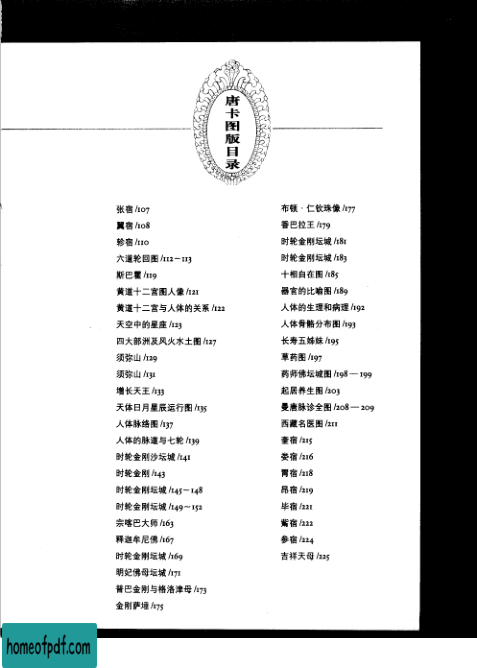 唐卡图版目录
张宿/107
翼宿/108
轸宿/110
六道轮回图/112～113
斯巴霍/119
黄道十二宫图人像/121
黄道十二宫与人体的关系/122
天空中的星座/123
四大部洲及风火水土图/127
须弥山/129
须弥山/131
增长天王/133
天体日月星辰运行图/135
人体脉络图/137
人体的脉道与七轮/139
时轮金刚沙坛城/141
时轮金刚/143
时轮金刚坛城/145～148
时轮金刚坛城/149～152
宗喀巴大师/163
释迦牟尼佛/167
时轮金刚坛城/169
明妃佛母坛城/171
普巴金刚与格洛津母/173
金刚萨埵/175
布顿·仁钦珠像/177
香巴拉王/179
时轮金刚坛城/181
时轮金刚坛城/183
十相自在图/185
器官的比喻图/189
人体的生理和病理/192
人体骨骼分布图/193
长寿五姊妹/195
草药图/197
药师佛坛城图/198—199
起居养生图/203
曼唐脉诊全图/208—209
西藏名医图/211
奎宿/215
娄宿/216
胃宿/218
昂宿/219
毕宿/221
觜宿/222
参宿/224
吉祥天母/225
homeofpdf.com